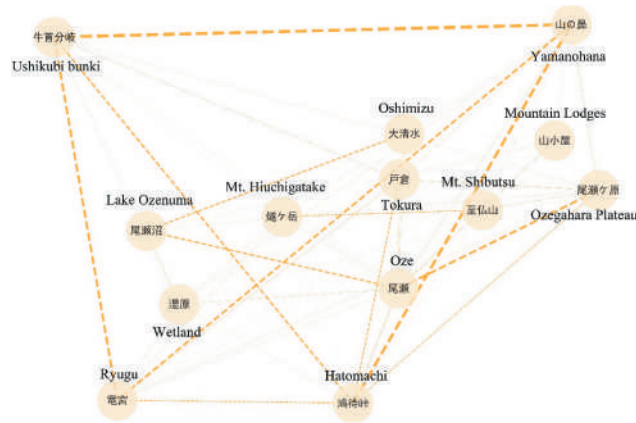 山の鼻
牛首分岐
Ushikubi bunki
Yamanohana
Oshimizu
Mountain Lodges
大清水
山小屋
Mt. Hiuchigatake
戸倉
Mt. Shibutsu
尾瀬ケ原
Lake Ozenuma
Tokura
燧ケ岳
至仏山
Ozegahara Plateau
尾瀬沼
Oze
尾瀬
湿原
Wetland
Ryugu
Hatomachi
竜宮
鳩待峠